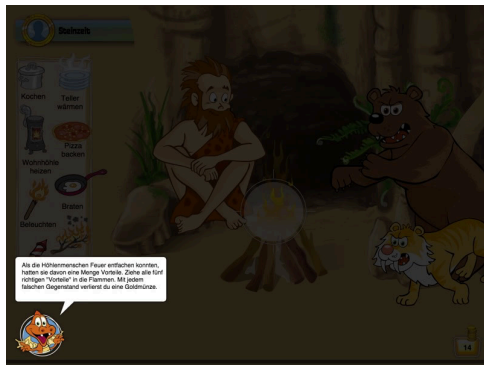 Steinzeit
Kochen
Teller
wärmen
Pizza
backen
Wohnhöhle
heizen
Braten
Beleuchten
Als die Höhlenmenschen Feuer entfachen konnten,
hatten sie davon eine Menge Vorteile. Ziehe alle fünf
richtigen "Vorteile" in die Flammen. Mit jedem
falschen Gegenstand verlierst du eine Goldmünze.
14